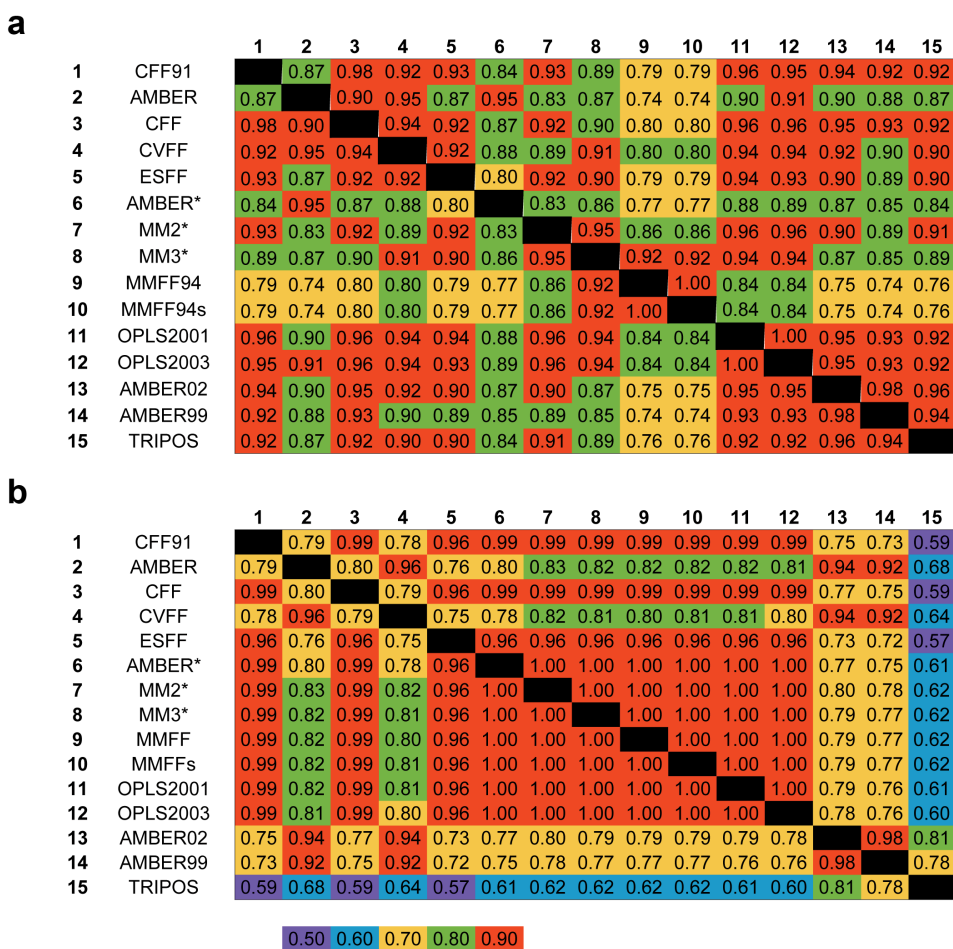 a
1 2 3 4 5 6 7 8 9 10 11 12 13 14 15
1 CFF91 0.87 0.98 0.92 0.93 0.84 0.93 0.89 0.79 0.79 0.96 0.95 0.94 0.92 0.92
2 AMBER 0.87 0.90 0.95 0.87 0.95 0.83 0.87 0.74 0.74 0.90 0.91 0.90 0.88 0.87
3 CFF 0.98 0.90 0.94 0.92 0.87 0.92 0.90 0.80 0.80 0.96 0.96 0.95 0.93 0.92
4 CVFF 0.92 0.95 0.94 0.92 0.88 0.89 0.91 0.80 0.80 0.94 0.94 0.92 0.90 0.90
5 ESFF 0.93 0.87 0.92 0.92 0.80 0.92 0.90 0.79 0.79 0.94 0.93 0.90 0.89 0.90
6 AMBER* 0.84 0.95 0.87 0.88 0.80 0.83 0.86 0.77 0.77 0.88 0.89 0.87 0.85 0.84
7 MM2* 0.93 0.83 0.92 0.89 0.92 0.83 0.95 0.86 0.86 0.96 0.96 0.90 0.89 0.91
8 MM3* 0.89 0.87 0.90 0.91 0.90 0.86 0.95 0.92 0.92 0.94 0.94 0.87 0.85 0.89
9 MMFF94 0.79 0.74 0.80 0.80 0.79 0.77 0.86 0.92 1.00 0.84 0.84 0.75 0.74 0.76
10 MMFF94s 0.79 0.74 0.80 0.80 0.79 0.77 0.86 0.92 1.00 0.84 0.84 0.75 0.74 0.76
11 OPLS2001 0.96 0.90 0.96 0.94 0.94 0.88 0.96 0.94 0.84 0.84 1.00 0.95 0.93 0.92
12 OPLS2003 0.95 0.91 0.96 0.94 0.93 0.89 0.96 0.94 0.84 0.84 1.00 0.95 0.93 0.92
13 AMBER02 0.94 0.90 0.95 0.92 0.90 0.87 0.90 0.87 0.75 0.75 0.95 0.95 0.98 0.96
14 AMBER99 0.92 0.88 0.93 0.90 0.89 0.85 0.89 0.85 0.74 0.74 0.93 0.93 0.98 0.94
15 TRIPOS 0.92 0.87 0.92 0.90 0.90 0.84 0.91 0.89 0.76 0.76 0.92 0.92 0.96 0.94
b
1 2 3 4 5 6 7 8 9 10 11 12 13 14 15
1 CFF91 0.79 0.99 0.78 0.96 0.99 0.99 0.99 0.99 0.99 0.99 0.99 0.75 0.73 0.59
2 AMBER 0.79 0.80 0.96 0.76 0.80 0.83 0.82 0.82 0.82 0.82 0.81 0.94 0.92 0.68
3 CFF 0.99 0.80 0.79 0.96 0.99 0.99 0.99 0.99 0.99 0.99 0.99 0.77 0.75 0.59
4 CVFF 0.78 0.96 0.79 0.75 0.78 0.82 0.81 0.80 0.81 0.81 0.80 0.94 0.92 0.64
5 ESFF 0.96 0.76 0.96 0.75 0.96 0.96 0.96 0.96 0.96 0.96 0.96 0.73 0.72 0.57
6 AMBER* 0.99 0.80 0.99 0.78 0.96 1.00 1.00 1.00 1.00 1.00 1.00 0.77 0.75 0.61
7 MM2* 0.99 0.83 0.99 0.82 0.96 1.00 1.00 1.00 1.00 1.00 1.00 0.80 0.78 0.62
8 MM3* 0.99 0.82 0.99 0.81 0.96 1.00 1.00 1.00 1.00 1.00 1.00 0.79 0.77 0.62
9 MMFF 0.99 0.82 0.99 0.80 0.96 1.00 1.00 1.00 1.00 1.00 1.00 0.79 0.77 0.62
10 MMFFs 0.99 0.82 0.99 0.81 0.96 1.00 1.00 1.00 1.00 1.00 1.00 0.79 0.77 0.62
11 OPLS2001 0.99 0.82 0.99 0.81 0.96 1.00 1.00 1.00 1.00 1.00 1.00 0.79 0.76 0.61
12 OPLS2003 0.99 0.81 0.99 0.80 0.96 1.00 1.00 1.00 1.00 1.00 1.00 0.78 0.76 0.60
13 AMBER02 0.75 0.94 0.77 0.94 0.73 0.77 0.80 0.79 0.79 0.79 0.79 0.78 0.98 0.81
14 AMBER99 0.73 0.92 0.75 0.92 0.72 0.75 0.78 0.77 0.77 0.77 0.76 0.76 0.98 0.78
15 TRIPOS 0.59 0.68 0.59 0.64 0.57 0.61 0.62 0.62 0.62 0.62 0.61 0.60 0.81 0.78
0.50 0.60 0.70 0.80 0.90